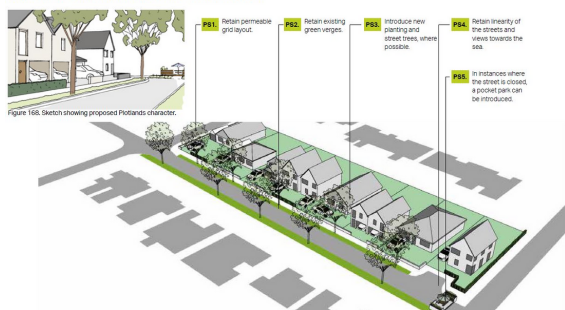 PS1. Retain permeable
grid layout.
PS2. Retain existing
green verges.
PS3. Introduce new
planting and
street trees, where
possible.
PS4. Retain linearity of
the streets and
views towards the
sea.
PS5. In instances where
the street is closed,
a pocket park can
be introduced.
Figure 168. Sketch showing proposed Plotlands character.